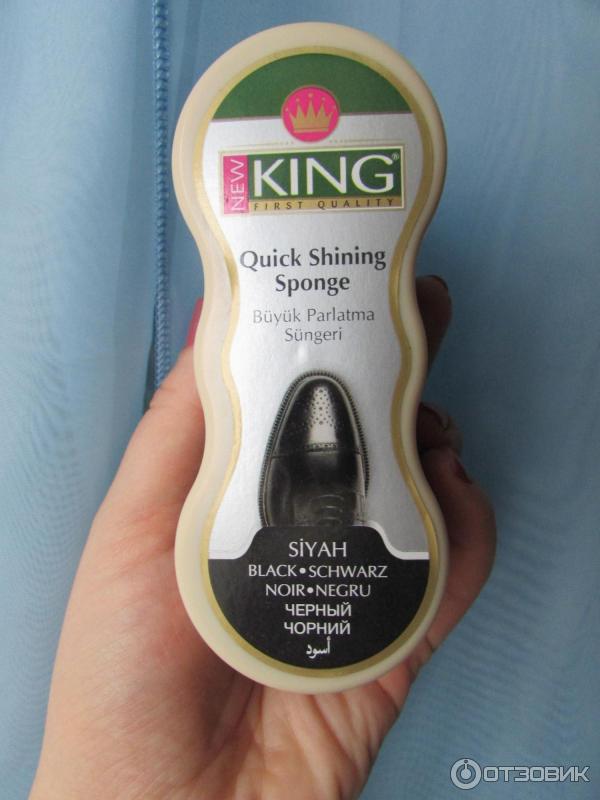 NEW
KING®
FIRST QUALITY
Quick Shining
Sponge
Büyük Parlatma
Süngeri
SİYAH
BLACK•SCHWARZ
NOIR•NEGRU
ЧЕРНЫЙ
ЧОРНИЙ
أسود
ОТЗОВИК